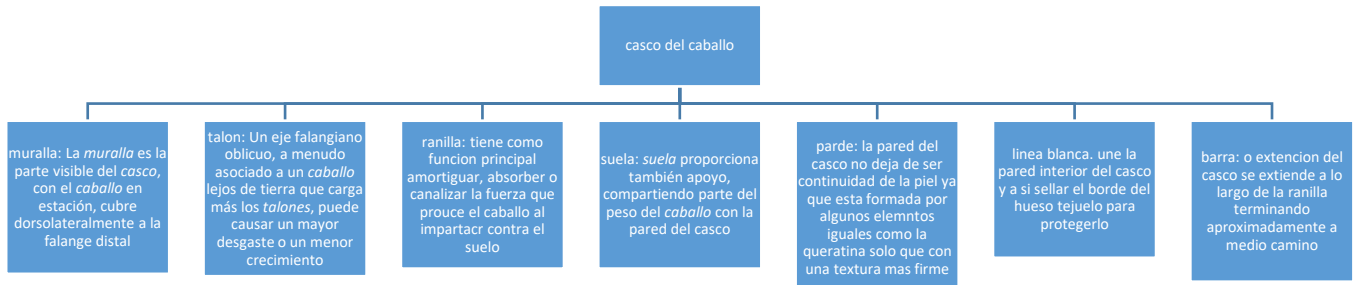 casco del caballo
muralla: La muralla es la
parte visible del casco,
con el caballo en
estación, cubre
dorsolateralmente a la
falange distal
talon: Un eje falangiano
oblicuo, a menudo
asociado a un caballo
lejos de tierra que carga
más los talones, puede
causar un mayor
desgaste o un menor
crecimiento
ranilla: tiene como
funcion principal
amortiguar, absorber o
canalizar la fuerza que
prouce el caballo al
impartacr contra el
suelo
suela: suela proporciona
también apoyo,
compartiendo parte del
peso del caballo con la
pared del casco
parde: la pared del
casco no deja de ser
continuidad de la piel ya
que esta formada por
algunos elemntos
iguales como la
queratina solo que con
una textura mas firme
linea blanca. une la
pared interior del casco
y a si sellar el borde del
hueso tejuelo para
protegerlo
barra: o extencion del
casco se extiende a lo
largo de la ranilla
terminando
aproximadamente a
medio camino